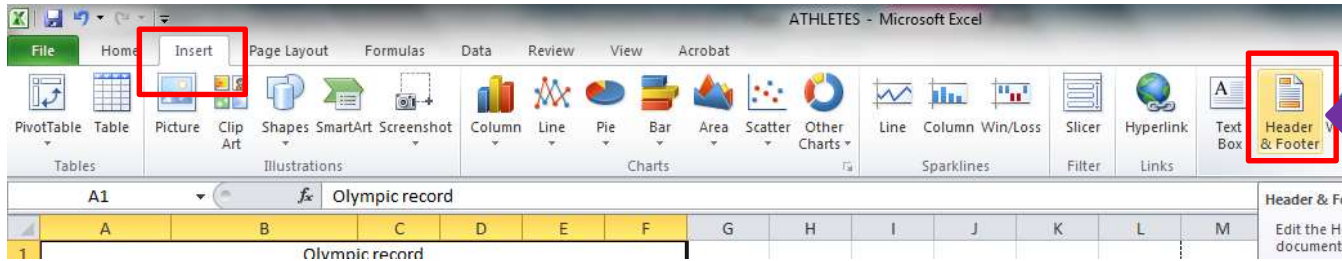 ATHLETES - Microsoft Excel
File Home Insert Page Layout Formulas Data Review View Acrobat
PivotTable Table Picture Clip Art Shapes SmartArt Screenshot Column Line Pie Bar Area Scatter Other Charts Line Column Win/Loss Slicer Hyperlink Text Box Header & Footer
Tables Illustrations Charts Sparklines Filter Links
A1 fx Olympic record
Header & F
A B C D E F G H I J K L M
Edit the H
document
1 Olympic record